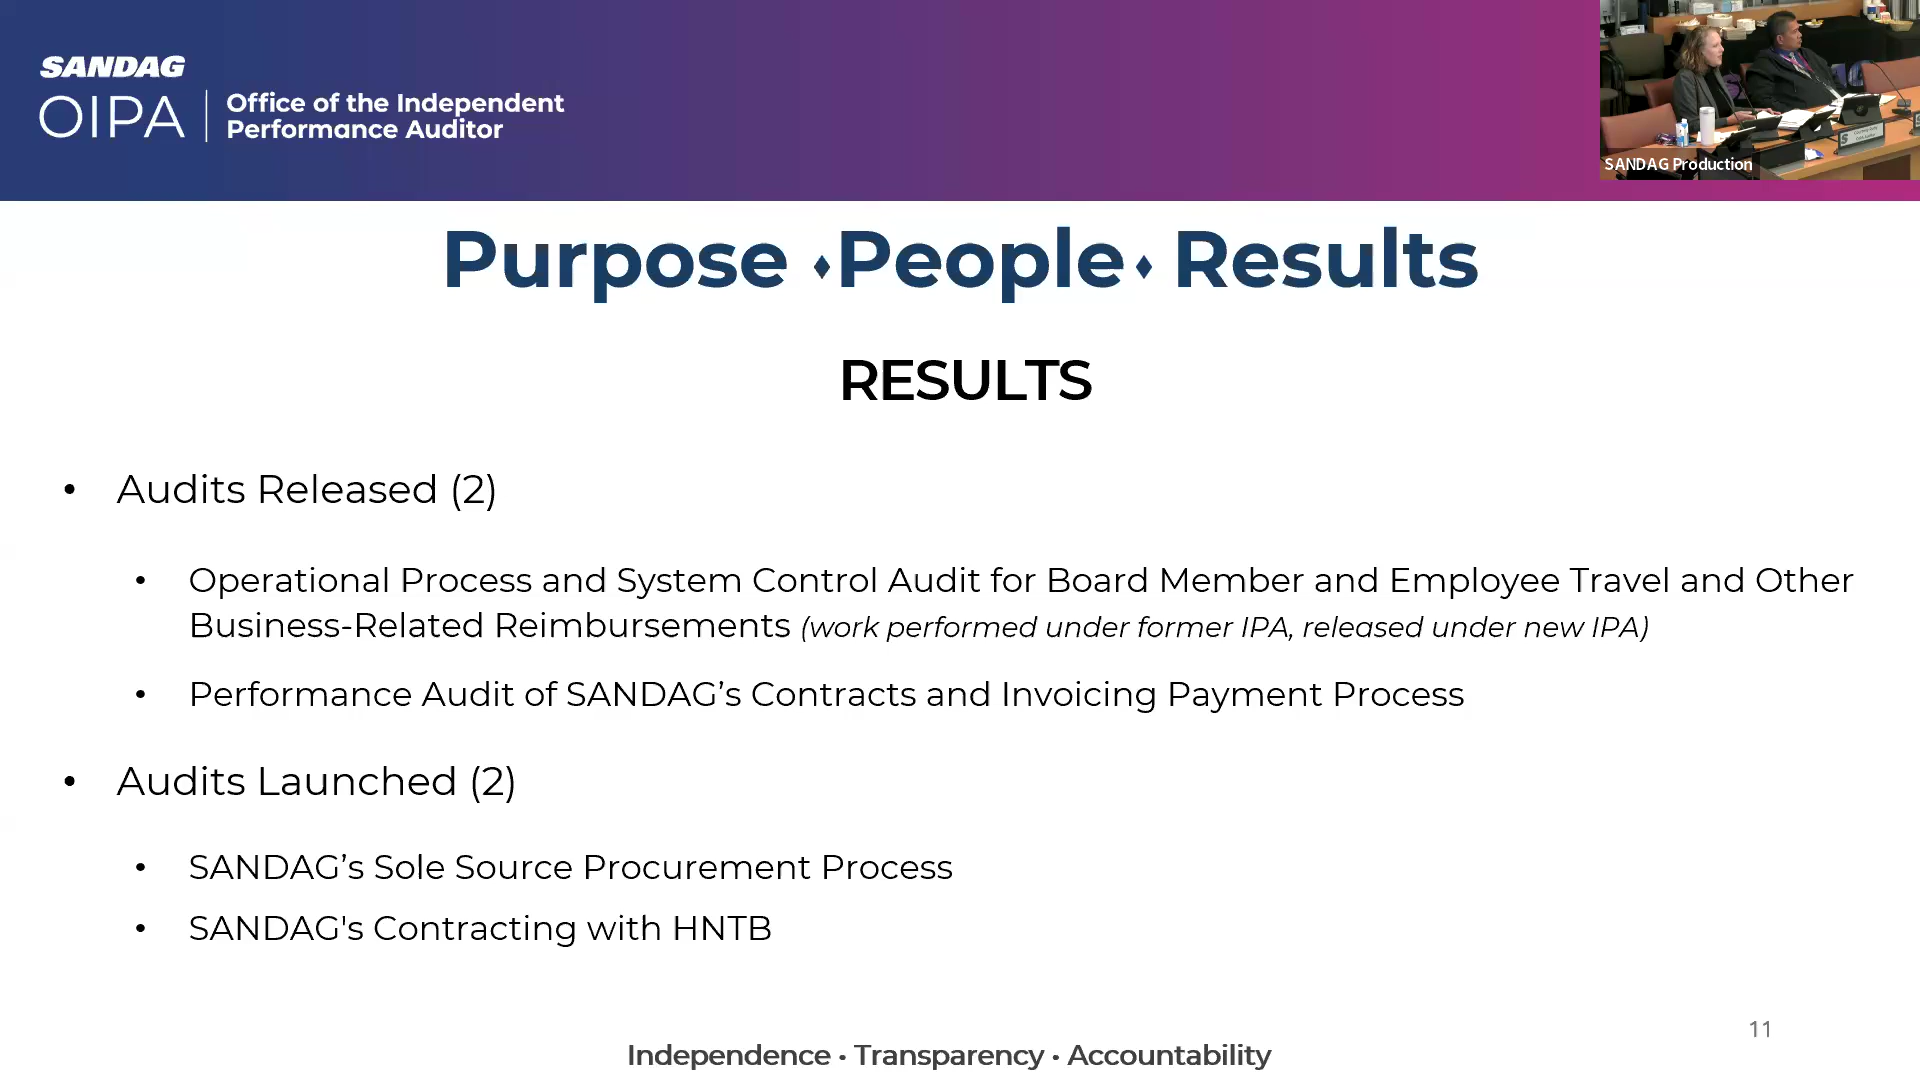 SANDAG
OIPA
Office of the Independent
Performance Auditor
SANDAG Production
Purpose ♦People♦ Results
RESULTS
• Audits Released (2)
• Operational Process and System Control Audit for Board Member and Employee Travel and Other
Business-Related Reimbursements (work performed under former IPA, released under new IPA)
• Performance Audit of SANDAG’s Contracts and Invoicing Payment Process
• Audits Launched (2)
• SANDAG’s Sole Source Procurement Process
• SANDAG's Contracting with HNTB
11
Independence • Transparency • Accountability